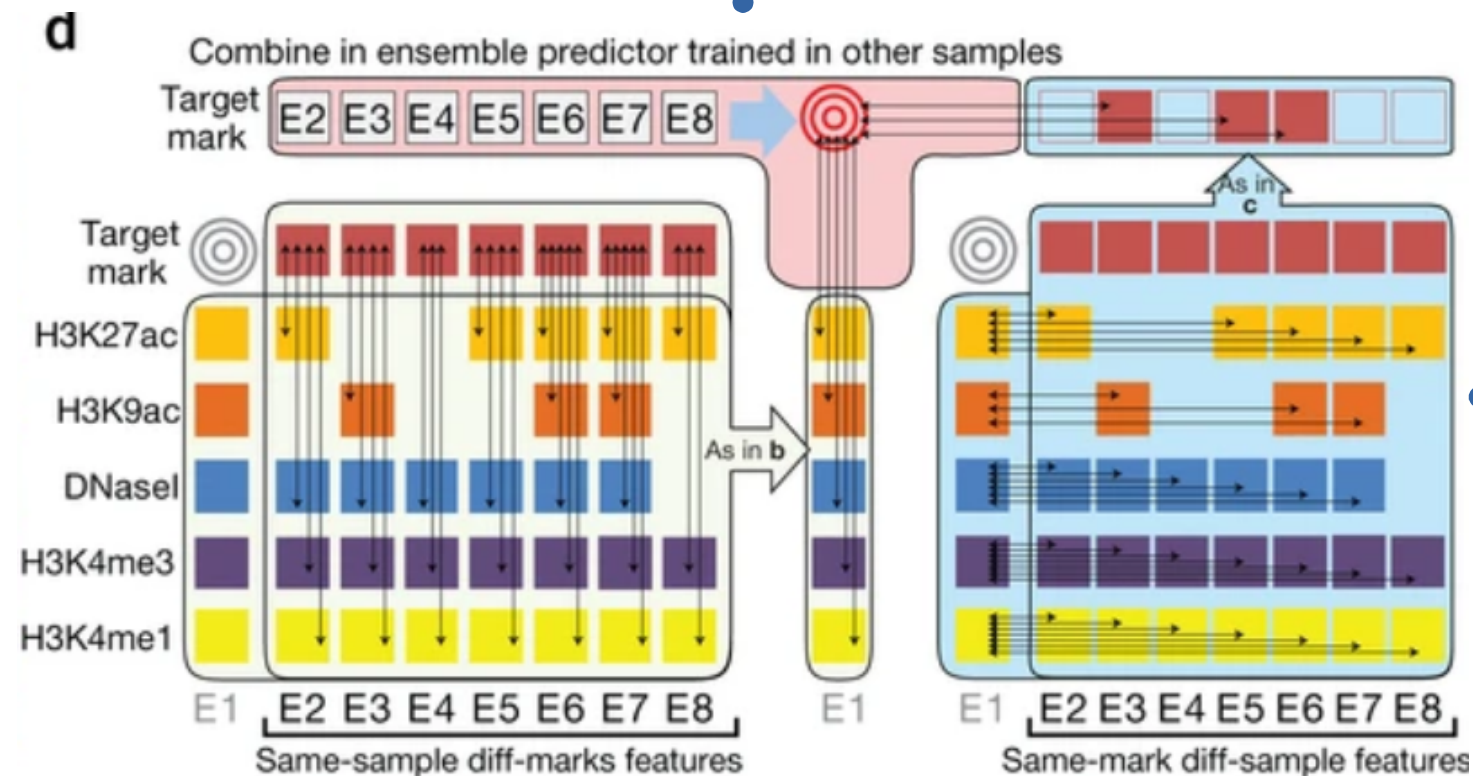 d
Combine in ensemble predictor trained in other samples
Target
mark
E2 E3 E4 E5 E6 E7 E8
As in
c
Target
mark
H3K27ac
H3K9ac
As in b
DNaseI
H3K4me3
H3K4me1
E1 E2 E3 E4 E5 E6 E7 E8 E1 E1 E2 E3 E4 E5 E6 E7 E8
Same-sample diff-marks features
Same-mark diff-sample features